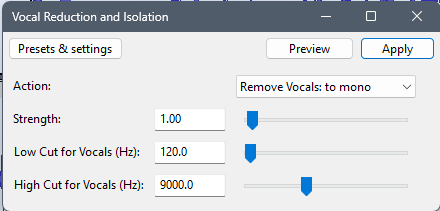 Vocal Reduction and Isolation
Presets & settings Preview Apply
Action: Remove Vocals: to mono
Strength: 1.00
Low Cut for Vocals (Hz): 120.0
High Cut for Vocals (Hz): 9000.0